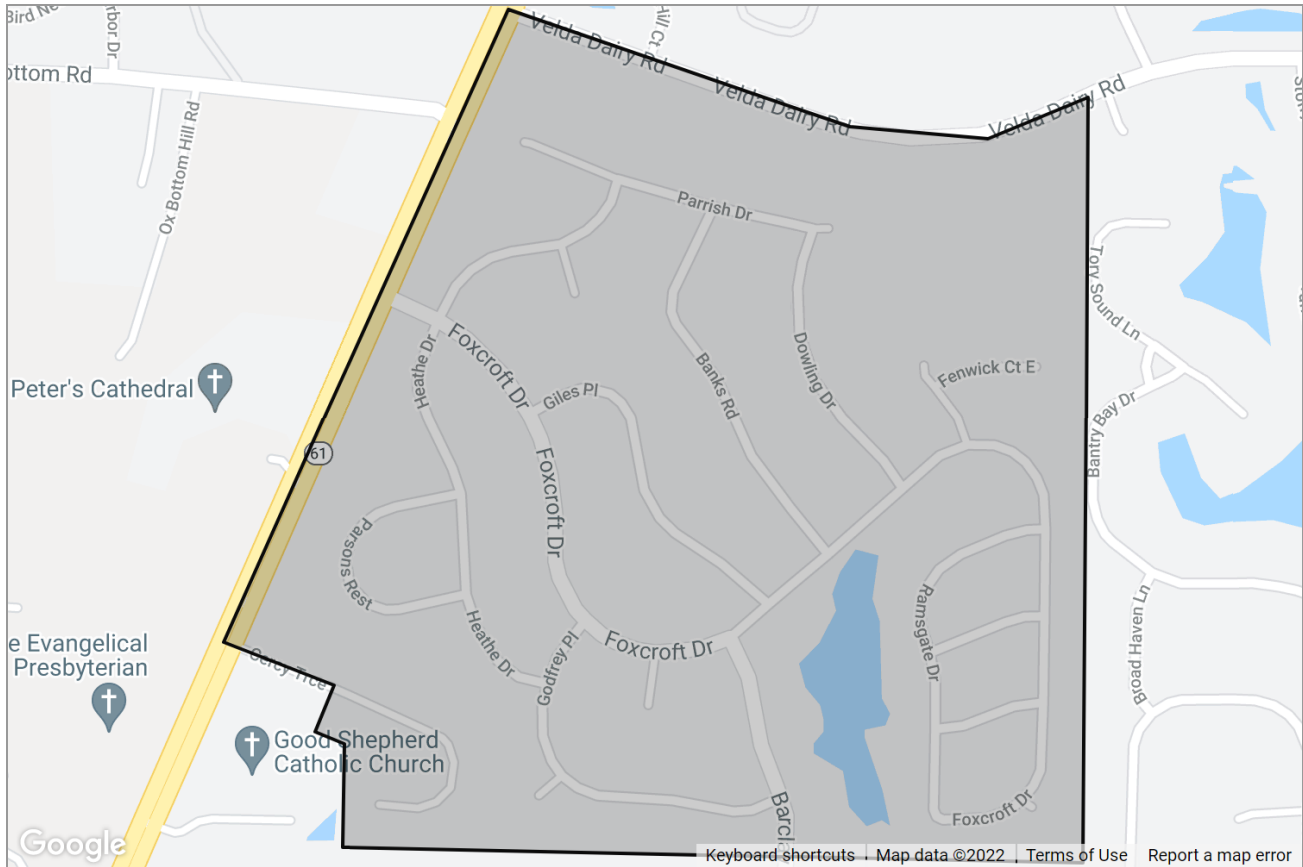 Bird Ne
rbor Dr
Hill Ct
Velda Dairy Rd
Velda Dairy Rd
Velda Dairy Rd
ottom Rd
Ox Bottom Hill Rd
Parrish Dr
Tory Sound Ln
Foxcroft Dr
Heathe Dr
Giles Pl
Banks Rd
Dowling Dr
Fenwick Ct E
Peter's Cathedral
Bantry Bay Dr
61
Foxcroft Dr
Parsons Rest
Ramsgate Dr
Broad Haven Ln
Heathe Dr
Godfrey Pl
Foxcroft Dr
e Evangelical
Presbyterian
Good Shepherd
Catholic Church
Barcla
Foxcroft Dr
Google
Keyboard shortcuts
Map data ©2022
Terms of Use
Report a map error